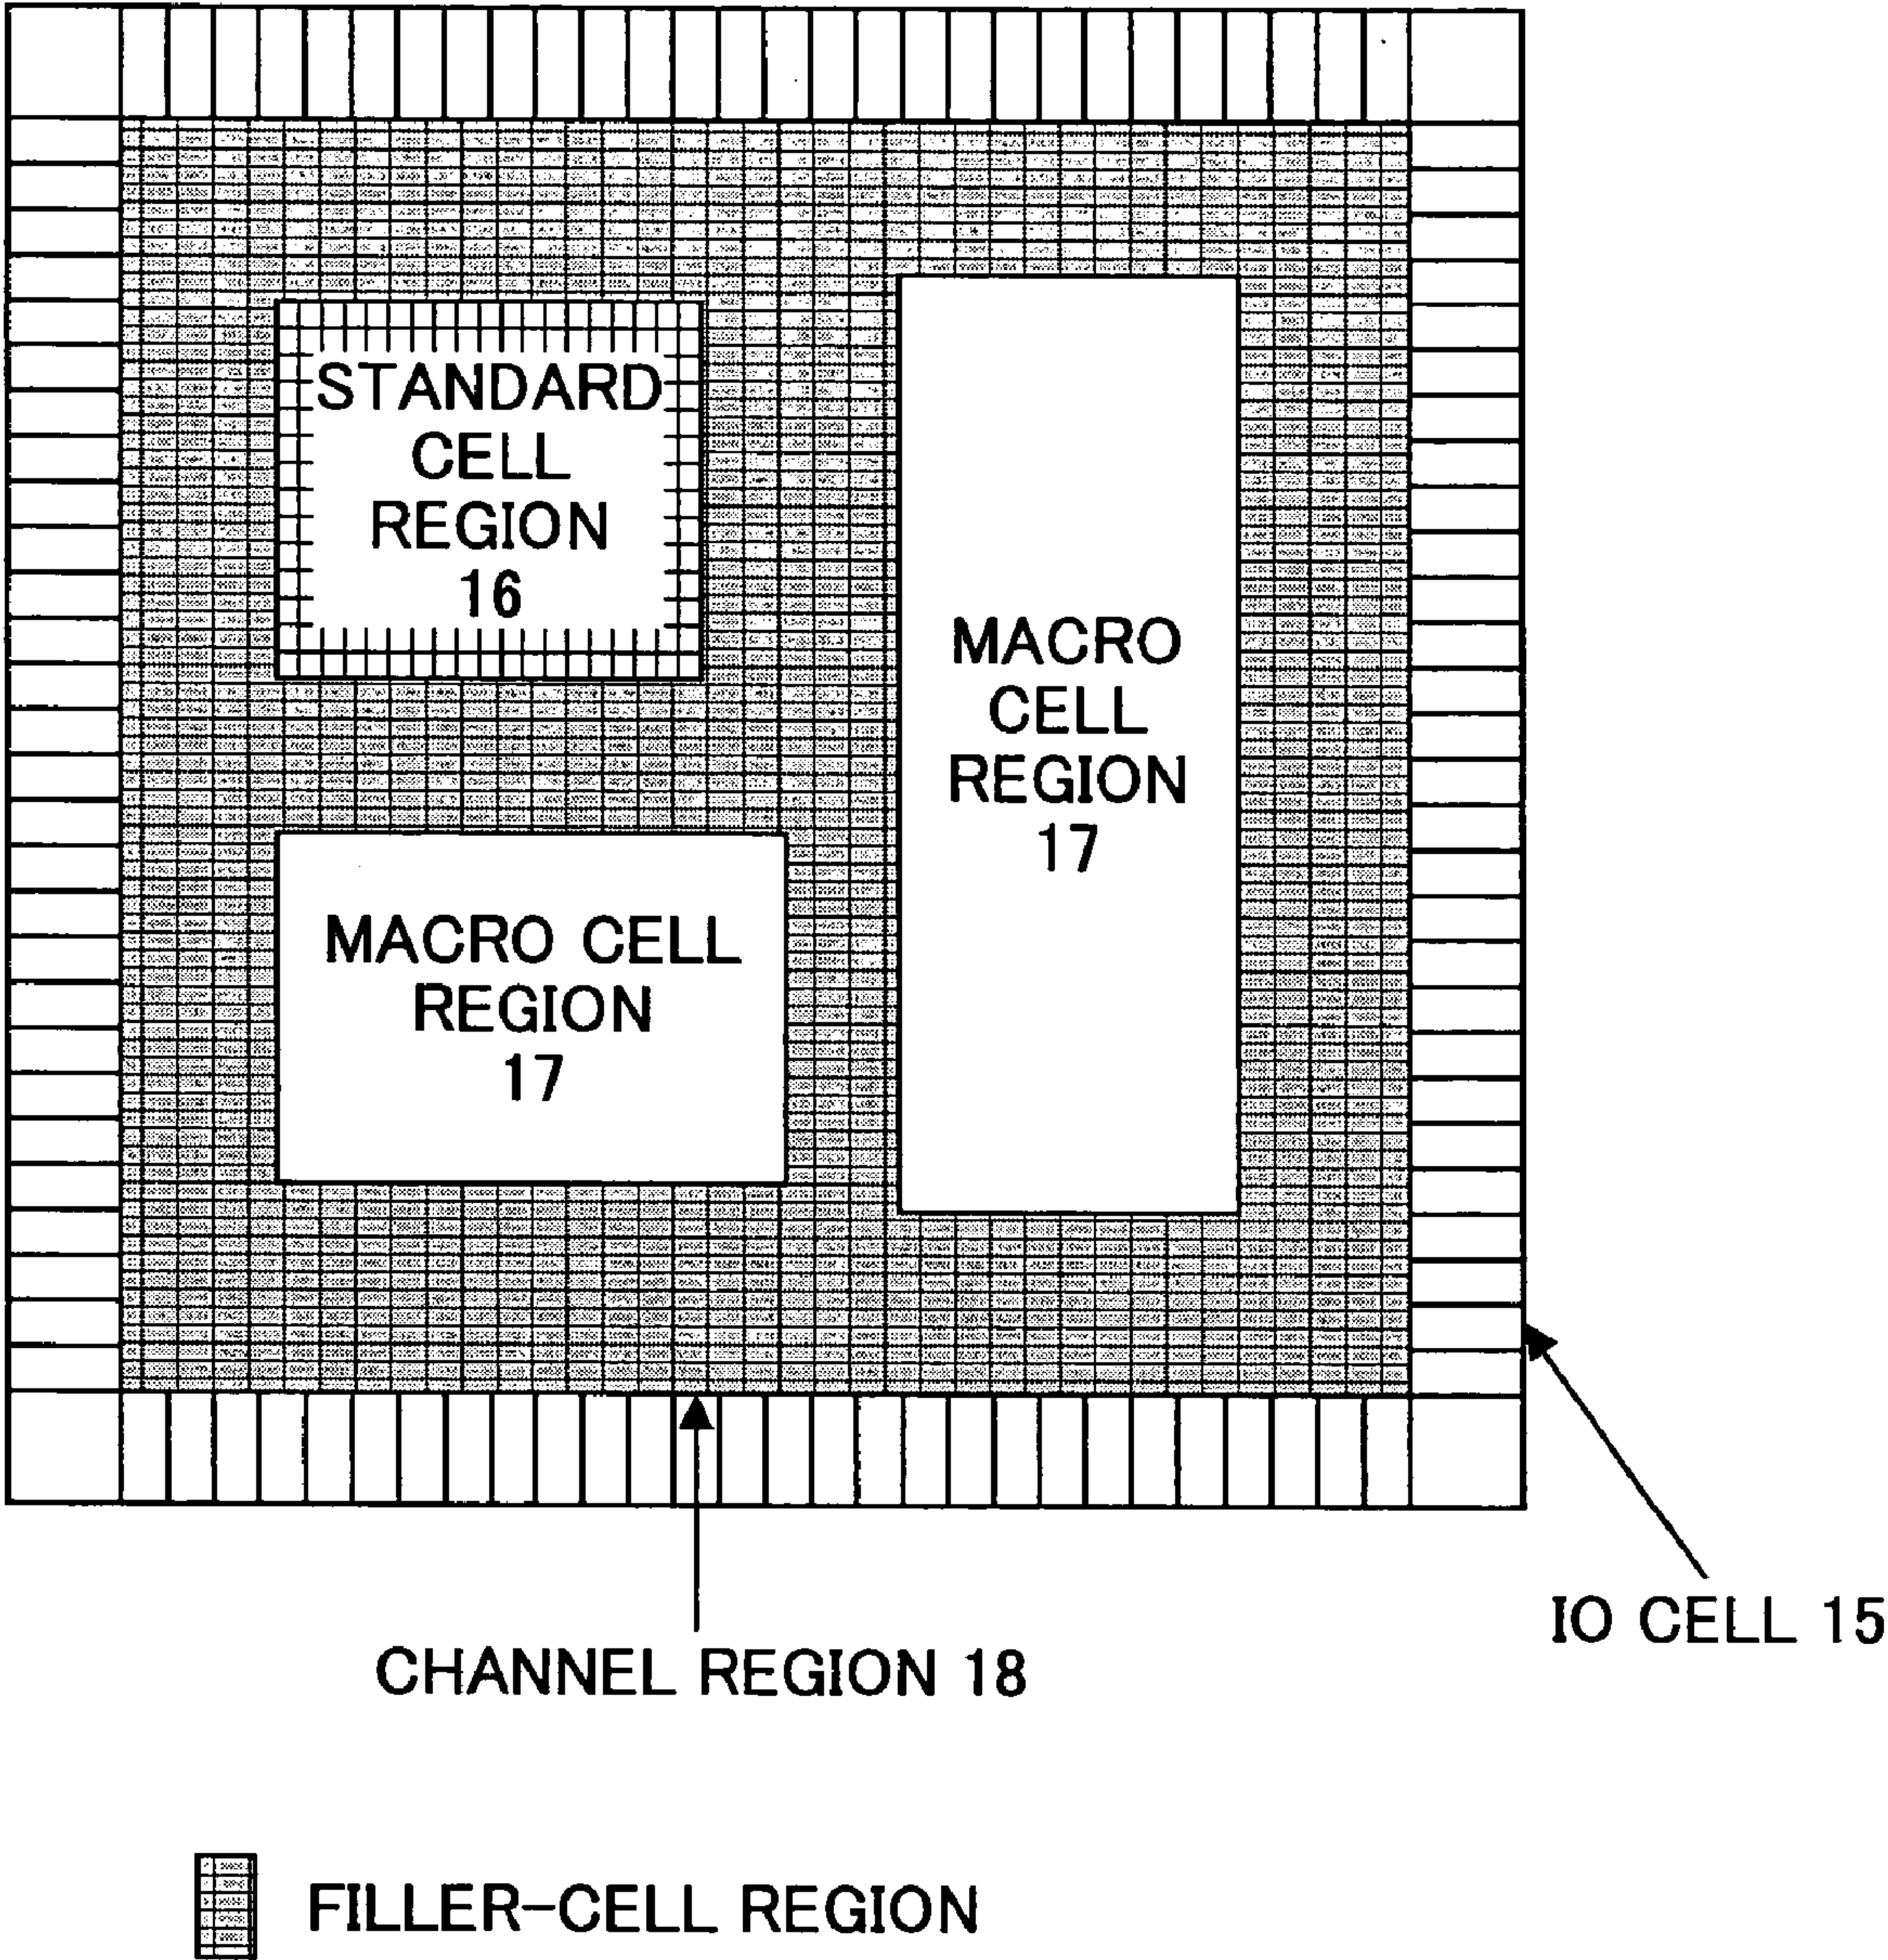 STANDARD
CELL
REGION
16
MACRO
CELL
REGION
17
MACRO CELL
REGION
17
IO CELL 15
CHANNEL REGION 18
FILLER-CELL REGION